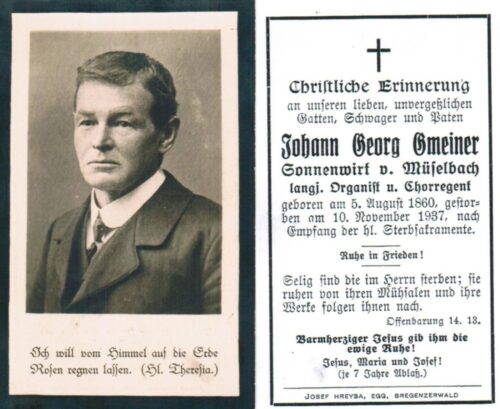 Ich will vom Himmel auf die Erde
Rosen regnen lassen. (Hl. Theresia.)
Christliche Erinnerung
an unseren lieben, unvergeßlichen
Gatten, Schwager und Paten
Johann Georg Gmeiner
Sonnenwirt v. Müselbach
langj. Organist u. Chorregent
geboren am 5. August 1860, gestor-
ben am 10. November 1937, nach
Empfang der hl. Sterbsakramente.
Ruhe in Frieden!
Selig sind die im Herrn sterben; sie
ruhen von ihren Mühsalen und ihre
Werke folgen ihnen nach.
Offenbarung 14. 13.
Barmherziger Jesus gib ihm die
ewige Ruhe!
Jesus, Maria und Josef!
(je 7 Jahre Ablaß.)
JOSEF HREYSA, EGG, BREGENZERWALD